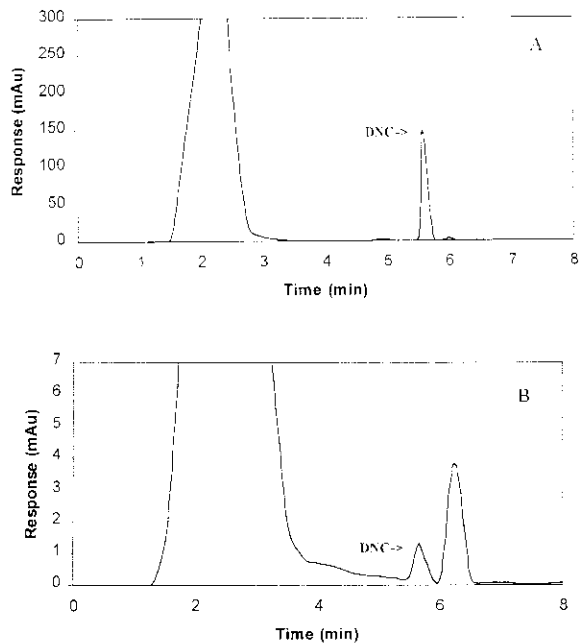 300
A
250
200
DNC->
150
100
50
0
Response (mAu)
0 1 2 3 4 5 6 7 8
Time (min)
7
B
6
5
4
3
2
DNC->
1
0
Response (mAu)
0 2 4 6 8
Time (min)